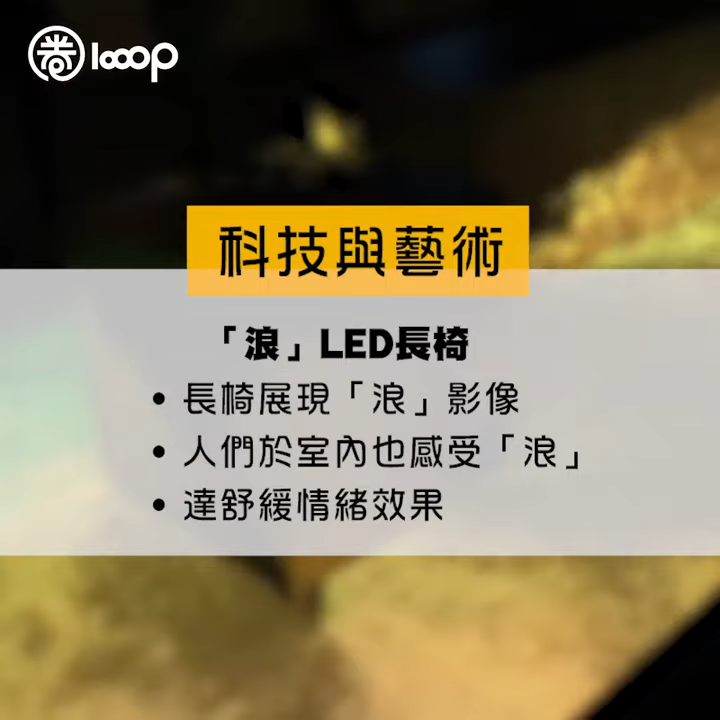 looop
科技與藝術
「浪」LED長椅
• 長椅展現「浪」影像
• 人們於室內也感受「浪」
• 達舒緩情緒效果